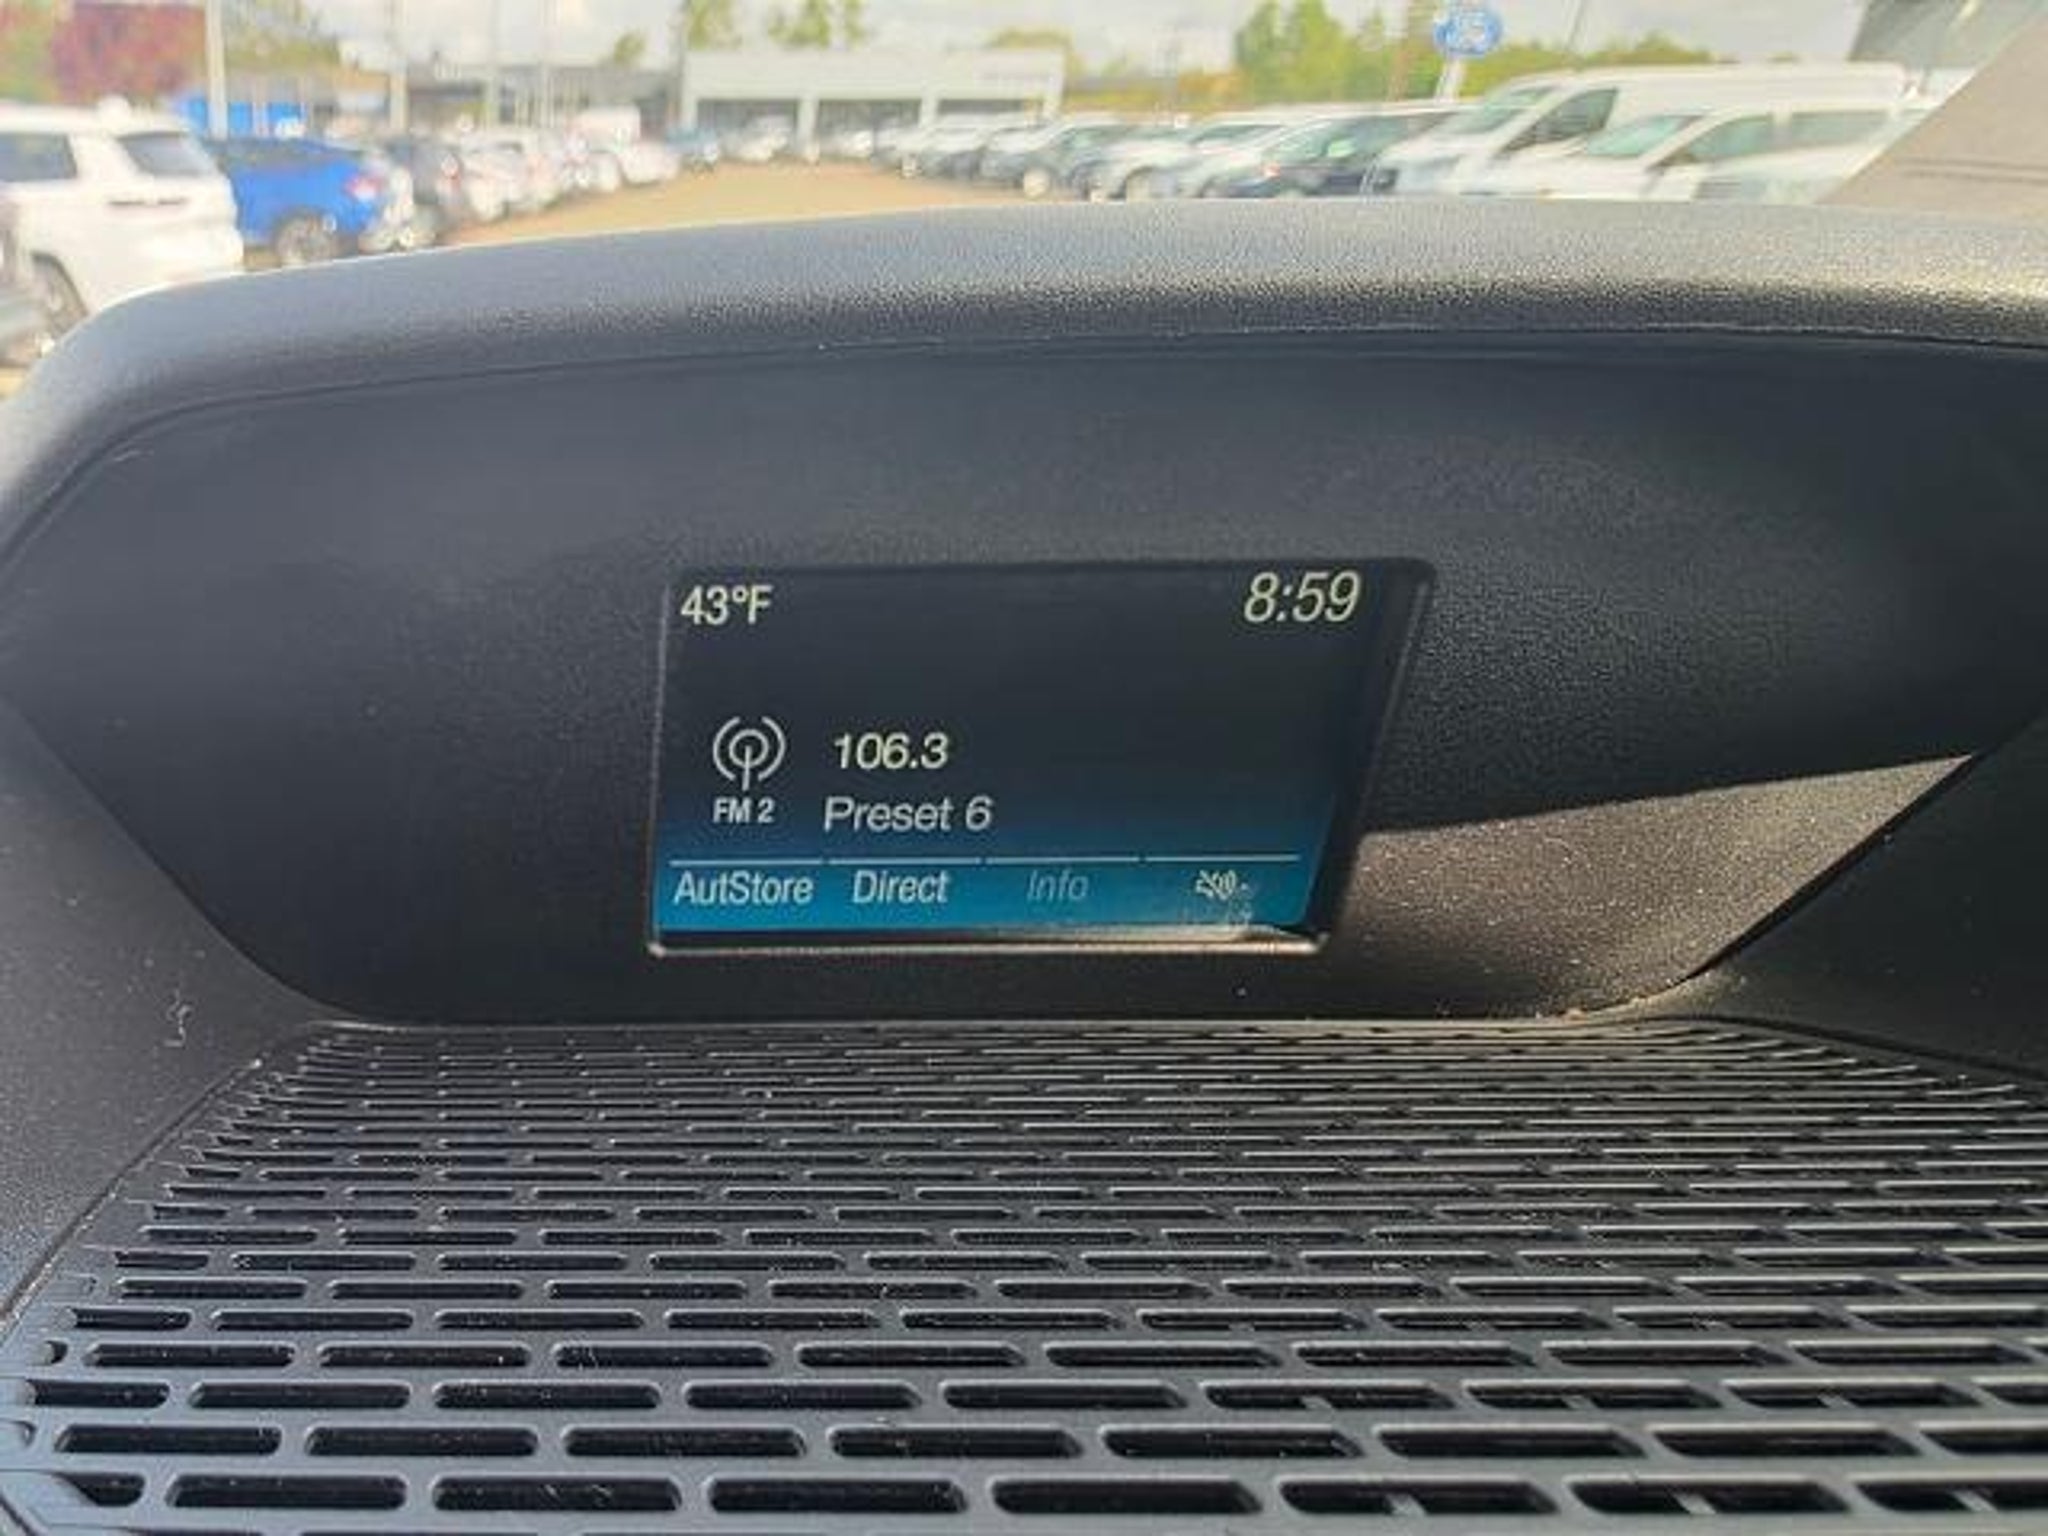 43°F 8:59
106.3
FM 2 Preset 6
AutStore Direct Info